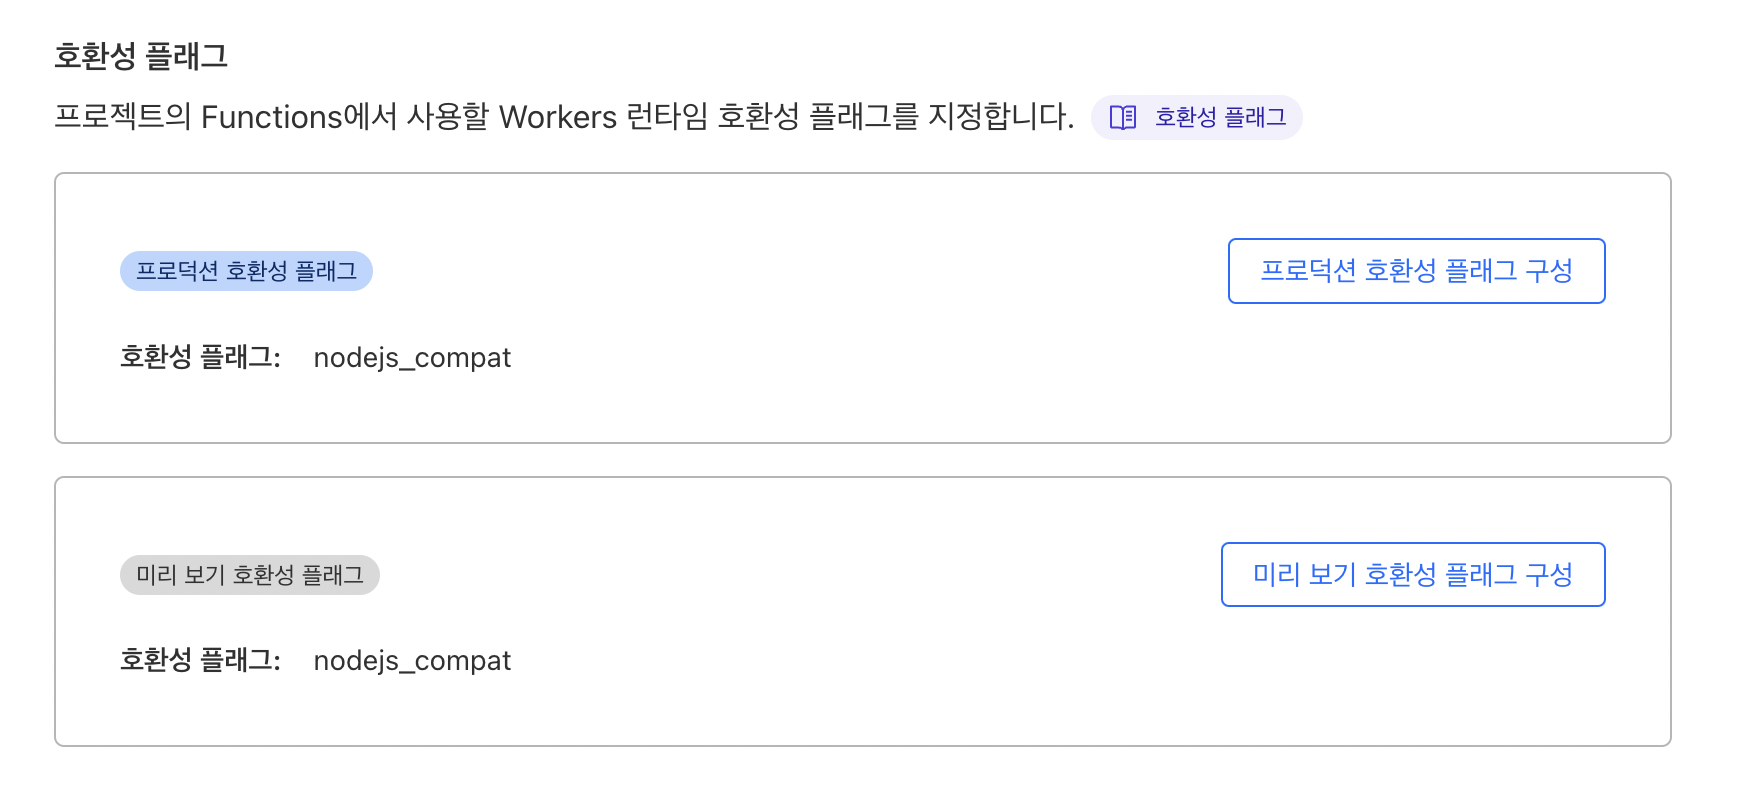 호환성 플래그
프로젝트의 Functions에서 사용할 Workers 런타임 호환성 플래그를 지정합니다. 호환성 플래그
프로덕션 호환성 플래그 프로덕션 호환성 플래그 구성
호환성 플래그: nodejs_compat
미리 보기 호환성 플래그 미리 보기 호환성 플래그 구성
호환성 플래그: nodejs_compat